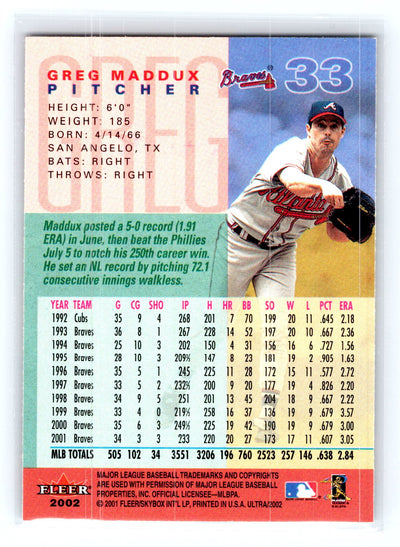 GREG
GREG MADDUX
PITCHER
Braves
33
HEIGHT: 6'0"
WEIGHT: 185
BORN: 4/14/66
SAN ANGELO, TX
BATS: RIGHT
THROWS: RIGHT
Maddux posted a 5-0 record (1.91
ERA) in June, then beat the Phillies
July 5 to notch his 250th career win.
He set an NL record by pitching 72.1
consecutive innings walkless.
YEAR TEAM G CG SHO IP H HR BB SO W L PCT ERA
1992 Cubs 35 9 4 268 201 7 70 199 20 11 .645 2.18
1993 Braves 36 8 1 267 228 14 52 197 20 10 .667 2.36
1994 Braves 25 10 3 202 150 4 31 156 16 6 .727 1.56
1995 Braves 28 10 3 209⅔ 147 8 23 181 19 2 .905 1.63
1996 Braves 35 5 1 245 225 11 28 172 15 11 .577 2.72
1997 Braves 33 5 2 232⅔ 200 9 20 177 19 4 .826 2.20
1998 Braves 34 9 5 251 201 13 45 204 18 9 .667 2.22
1999 Braves 33 4 0 219⅓ 258 16 37 136 19 9 .679 3.57
2000 Braves 35 6 3 249⅓ 225 19 42 190 19 9 .679 3.00
2001 Braves 34 3 3 233 220 20 27 173 17 11 .607 3.05
MLB TOTALS 505 102 34 3551 3206 196 760 2523 257 146 .638 2.84
FLEER
2002
MAJOR LEAGUE BASEBALL TRADEMARKS AND COPYRIGHTS
ARE USED WITH PERMISSION OF MAJOR LEAGUE BASEBALL
PROPERTIES, INC. OFFICIAL LICENSEE—MLBPA.
© 2001 FLEER/SKYBOX INT'L LP, PRINTED IN U.S.A. ULTRA/2002